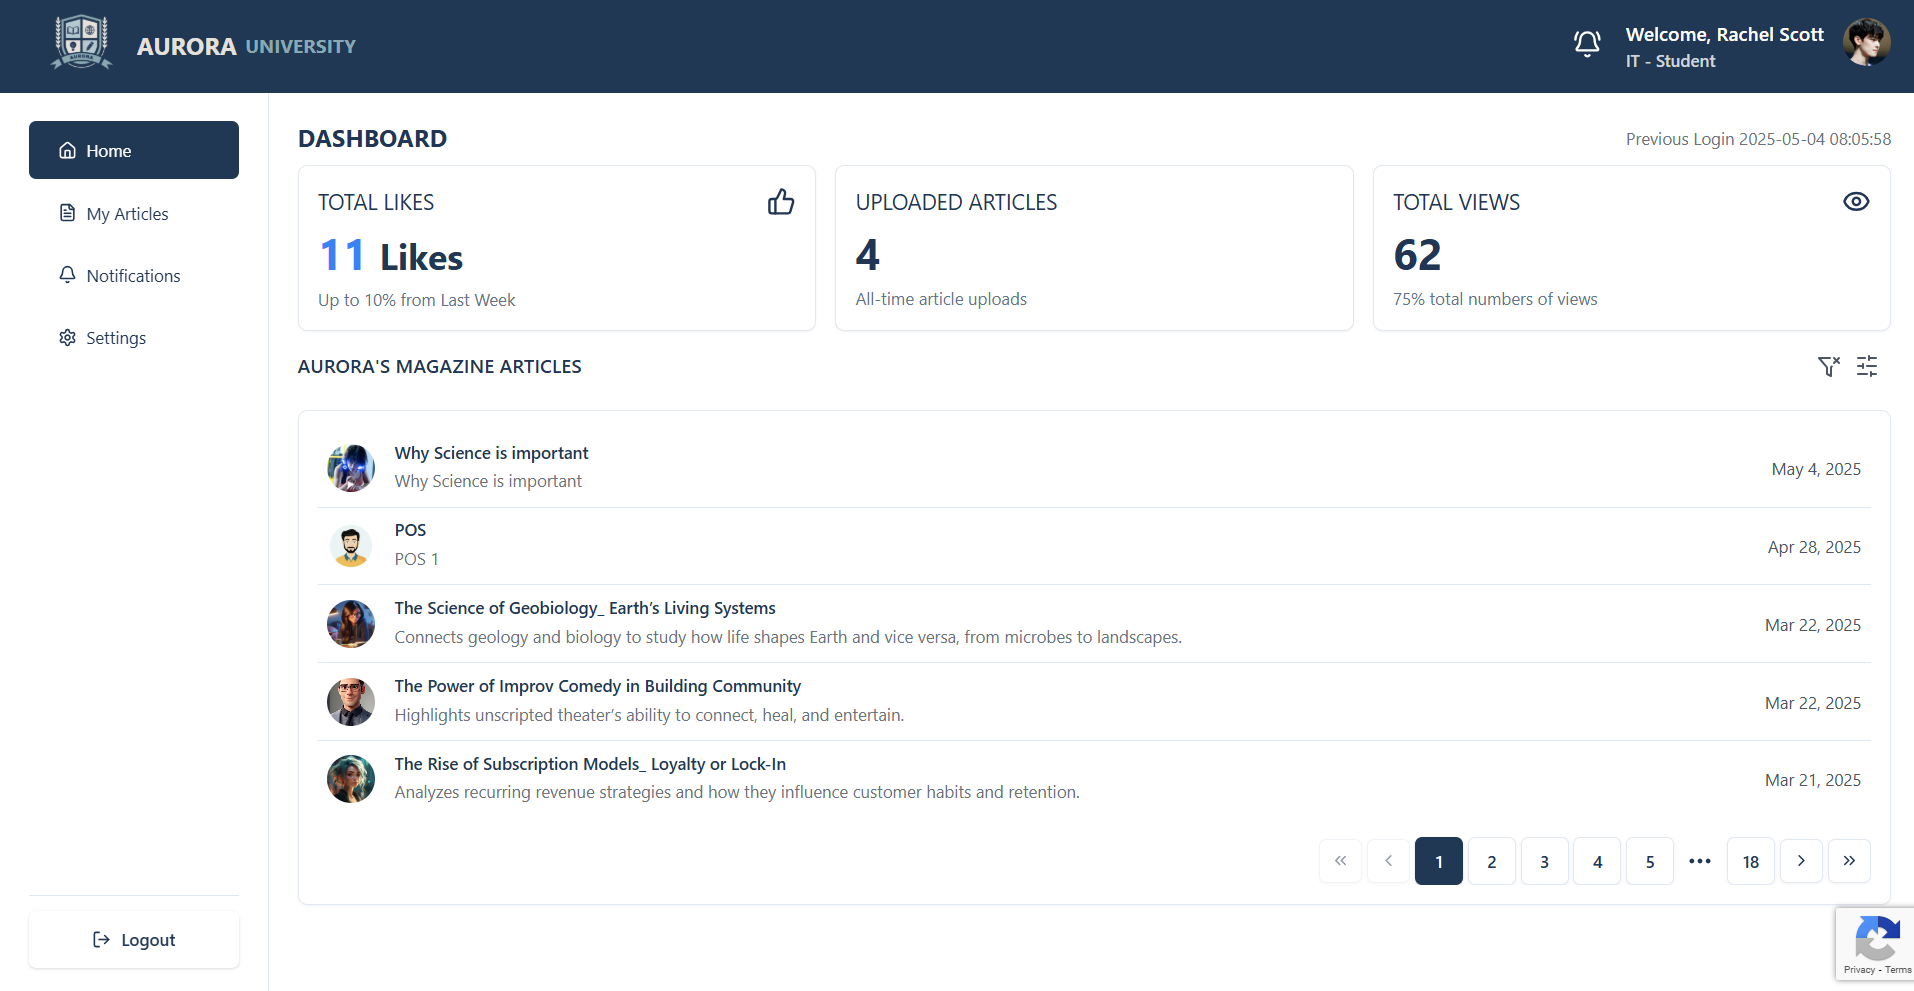 AURORA
AURORA UNIVERSITY
Welcome, Rachel Scott
IT - Student
Home
My Articles
Notifications
Settings
Logout
DASHBOARD
Previous Login 2025-05-04 08:05:58
TOTAL LIKES
11 Likes
Up to 10% from Last Week
UPLOADED ARTICLES
4
All-time article uploads
TOTAL VIEWS
62
75% total numbers of views
AURORA'S MAGAZINE ARTICLES
Why Science is important
Why Science is important
May 4, 2025
POS
POS 1
Apr 28, 2025
The Science of Geobiology_ Earth’s Living Systems
Connects geology and biology to study how life shapes Earth and vice versa, from microbes to landscapes.
Mar 22, 2025
The Power of Improv Comedy in Building Community
Highlights unscripted theater’s ability to connect, heal, and entertain.
Mar 22, 2025
The Rise of Subscription Models_ Loyalty or Lock-In
Analyzes recurring revenue strategies and how they influence customer habits and retention.
Mar 21, 2025
« ‹ 1 2 3 4 5 ••• 18 › »
Privacy - Terms